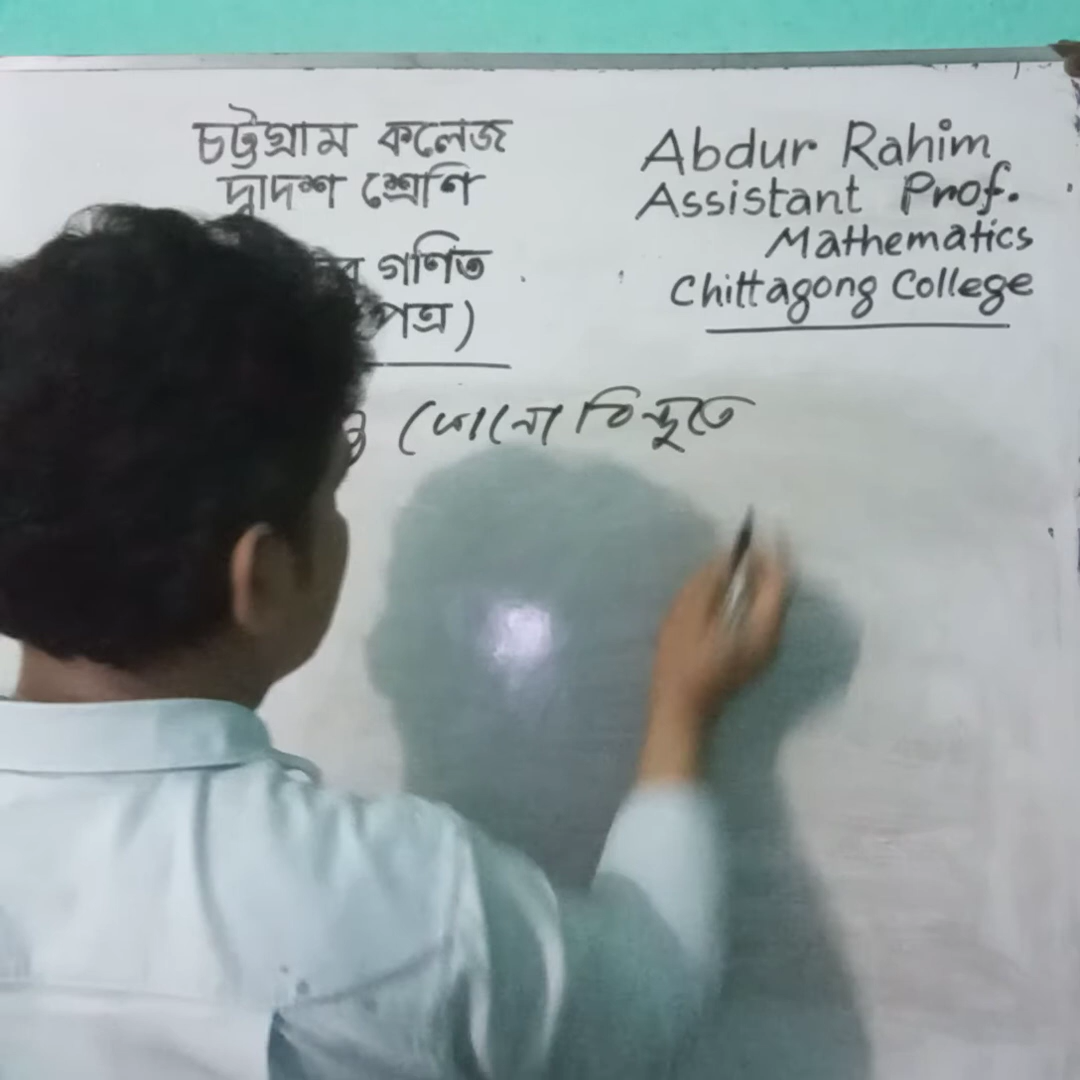 চট্টগ্রাম কলেজ
দ্বাদশ শ্রেণি
গণিত
পত্র)
Abdur Rahim
Assistant Prof.
Mathematics
Chittagong College
কোনো বিন্দুতে